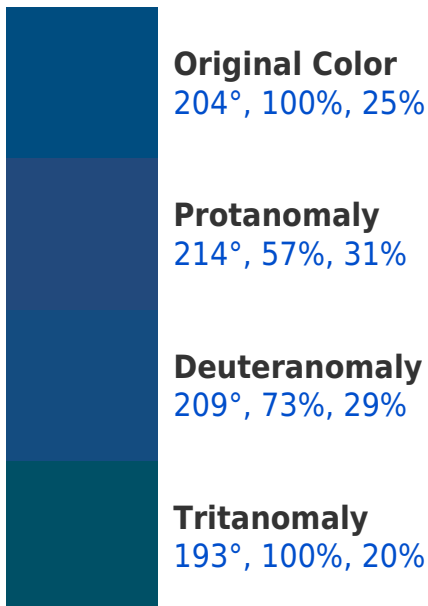 Original Color
204°, 100%, 25%
Protanomaly
214°, 57%, 31%
Deuteranomaly
209°, 73%, 29%
Tritanomaly
193°, 100%, 20%